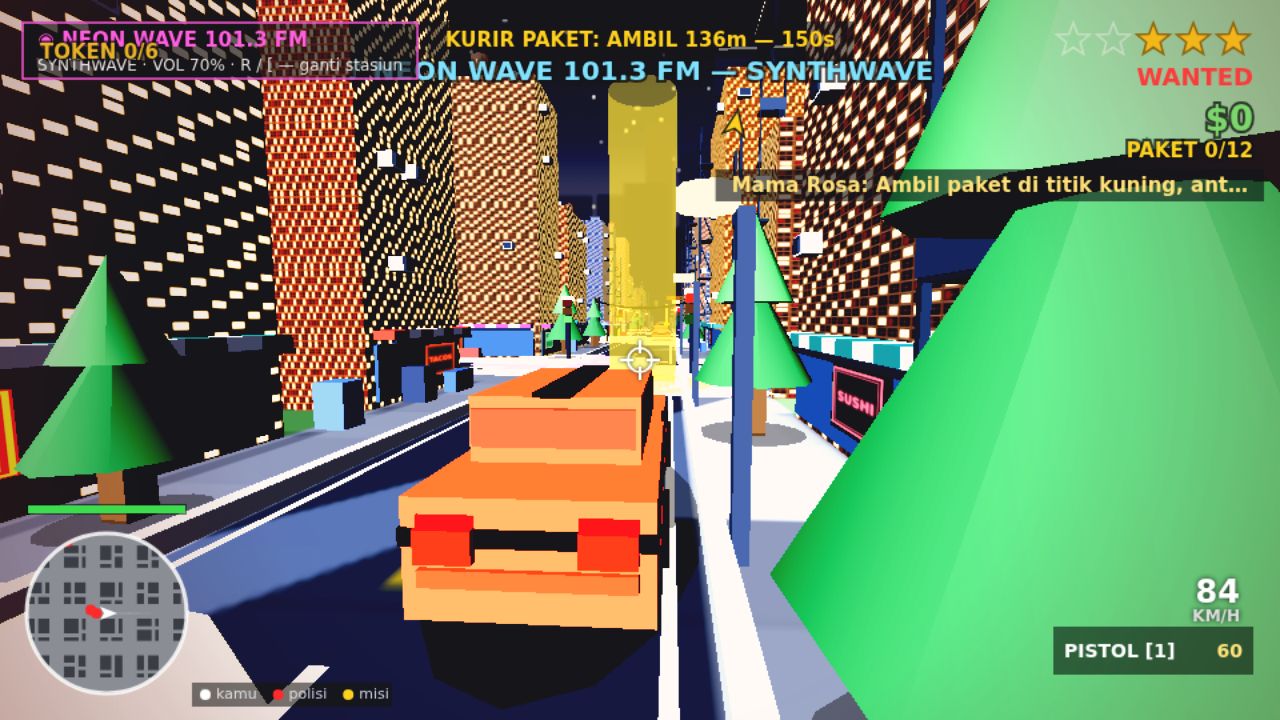 NEON WAVE 101.3 FM
TOKEN 0/6
SYNTHWAVE · VOL 70% · R / [ — ganti stasiun
KURIR PAKET: AMBIL 136m — 150s
NEON WAVE 101.3 FM — SYNTHWAVE
WANTED
$0
PAKET 0/12
Mama Rosa: Ambil paket di titik kuning, ant...
TACOS
SUSHI
84
KM/H
PISTOL [1] 60
kamu polisi misi